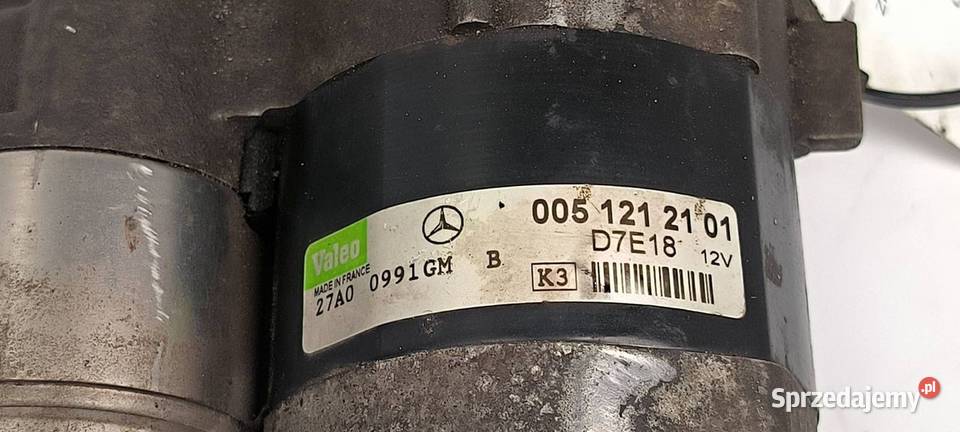 005 121 21 01
Valeo
D7E18 12V
MADE IN FRANCE
27A0 0991GM B K3
Sprzedajemy.pl